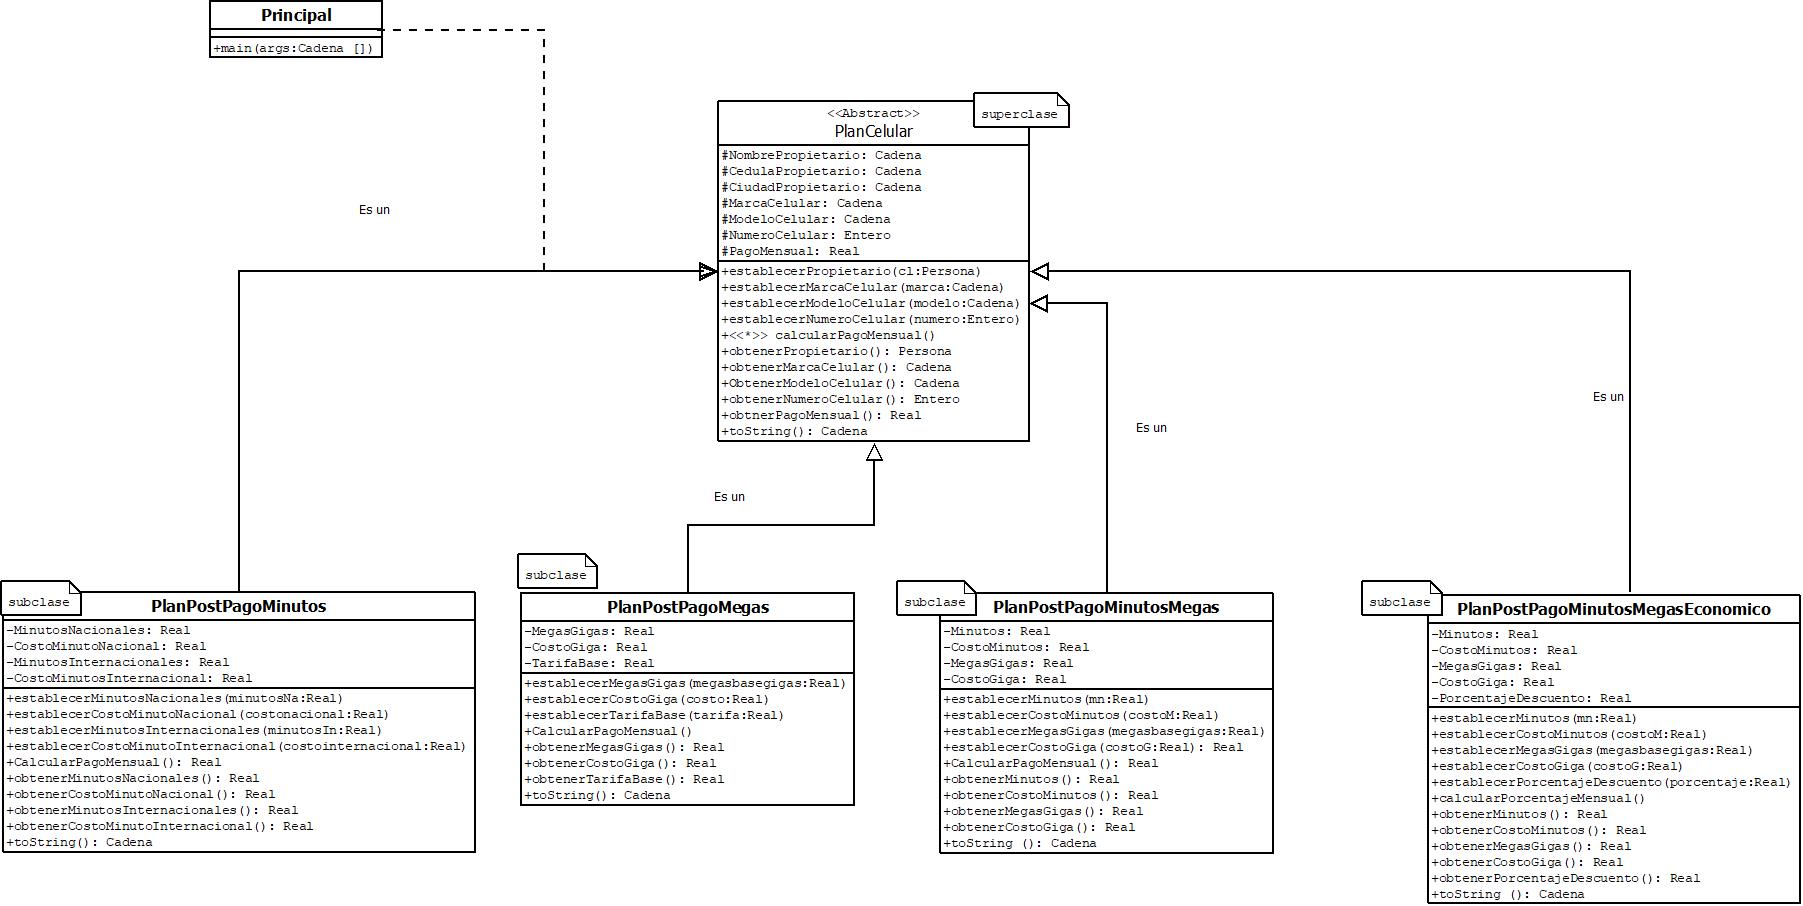 Principal
+main(args:Cadena [])
<<Abstract>>
PlanCelular
superclase
#NombrePropietario: Cadena
#CedulaPropietario: Cadena
#CiudadPropietario: Cadena
#MarcaCelular: Cadena
#ModeloCelular: Cadena
#NumeroCelular: Entero
#PagoMensual: Real
+establecerPropietario(cl:Persona)
+establecerMarcaCelular(marca:Cadena)
+establecerModeloCelular(modelo:Cadena)
+establecerNumeroCelular(numero:Entero)
+<<*>> calcularPagoMensual()
+obtenerPropietario(): Persona
+obtenerMarcaCelular(): Cadena
+ObtenerModeloCelular(): Cadena
+obtenerNumeroCelular(): Entero
+obtnerPagoMensual(): Real
+toString(): Cadena
Es un
Es un
Es un
Es un
subclase
PlanPostPagoMinutos
-MinutosNacionales: Real
-CostoMinutoNacional: Real
-MinutosInternacionales: Real
-CostoMinutosInternacional: Real
+establecerMinutosNacionales(minutosNa:Real)
+establecerCostoMinutoNacional(costonacional:Real)
+establecerMinutosInternacionales(minutosIn:Real)
+establecerCostoMinutoInternacional(costointernacional:Real)
+CalcularPagoMensual(): Real
+obtenerMinutosNacionales(): Real
+obtenerCostoMinutoNacional(): Real
+obtenerMinutosInternacionales(): Real
+obtenerCostoMinutoInternacional(): Real
+toString(): Cadena
subclase
PlanPostPagoMegas
-MegasGigas: Real
-CostoGiga: Real
-TarifaBase: Real
+establecerMegasGigas(megasbasegigas:Real)
+establecerCostoGiga(costo:Real)
+establecerTarifaBase(tarifa:Real)
+CalcularPagoMensual()
+obtenerMegasGigas(): Real
+obtenerCostoGiga(): Real
+obtenerTarifaBase(): Real
+toString(): Cadena
subclase
PlanPostPagoMinutosMegas
-Minutos: Real
-CostoMinutos: Real
-MegasGigas: Real
-CostoGiga: Real
+establecerMinutos(mn:Real)
+establecerCostoMinutos(costoM:Real)
+establecerMegasGigas(megasbasegigas:Real)
+establecerCostoGiga(costoG:Real): Real
+CalcularPagoMensual(): Real
+obtenerMinutos(): Real
+obtenerCostoMinutos(): Real
+obtenerMegasGigas(): Real
+obtenerCostoGiga(): Real
+toString (): Cadena
subclase
PlanPostPagoMinutosMegasEconomico
-Minutos: Real
-CostoMinutos: Real
-MegasGigas: Real
-CostoGiga: Real
-PorcentajeDescuento: Real
+establecerMinutos(mn:Real)
+establecerCostoMinutos(costoM:Real)
+establecerMegasGigas(megasbasegigas:Real)
+establecerCostoGiga(costoG:Real)
+establecerPorcentajeDescuento(porcentaje:Real)
+calcularPorcentajeMensual()
+obtenerMinutos(): Real
+obtenerCostoMinutos(): Real
+obtenerMegasGigas(): Real
+obtenerCostoGiga(): Real
+obtenerPorcentajeDescuento(): Real
+toString (): Cadena